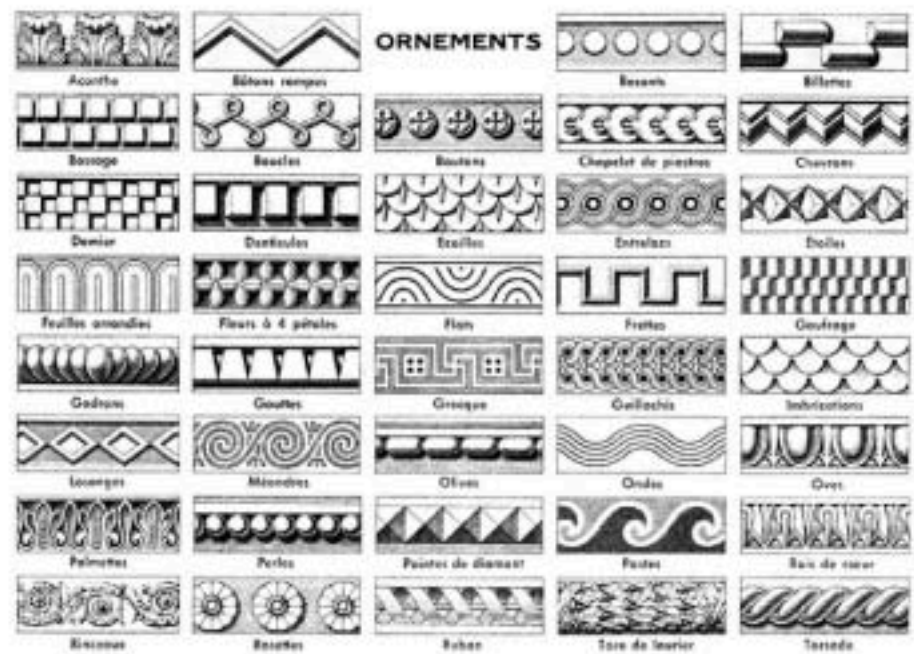 ORNEMENTS
Acanthe
Bâtons rompus
Besants
Billettes
Bossage
Boucles
Boutons
Chapelet de piastres
Chevrons
Damier
Denticules
Ecailles
Entrelacs
Etoiles
Feuilles arrondies
Fleurs à 4 pétales
Flots
Frettes
Gaufrage
Godrons
Gouttes
Grecque
Guillochis
Imbrications
Losanges
Méandres
Olives
Ondes
Oves
Palmettes
Perles
Pointes de diamant
Postes
Rais de cœur
Rinceaux
Rosettes
Ruban
Tore de laurier
Torsade